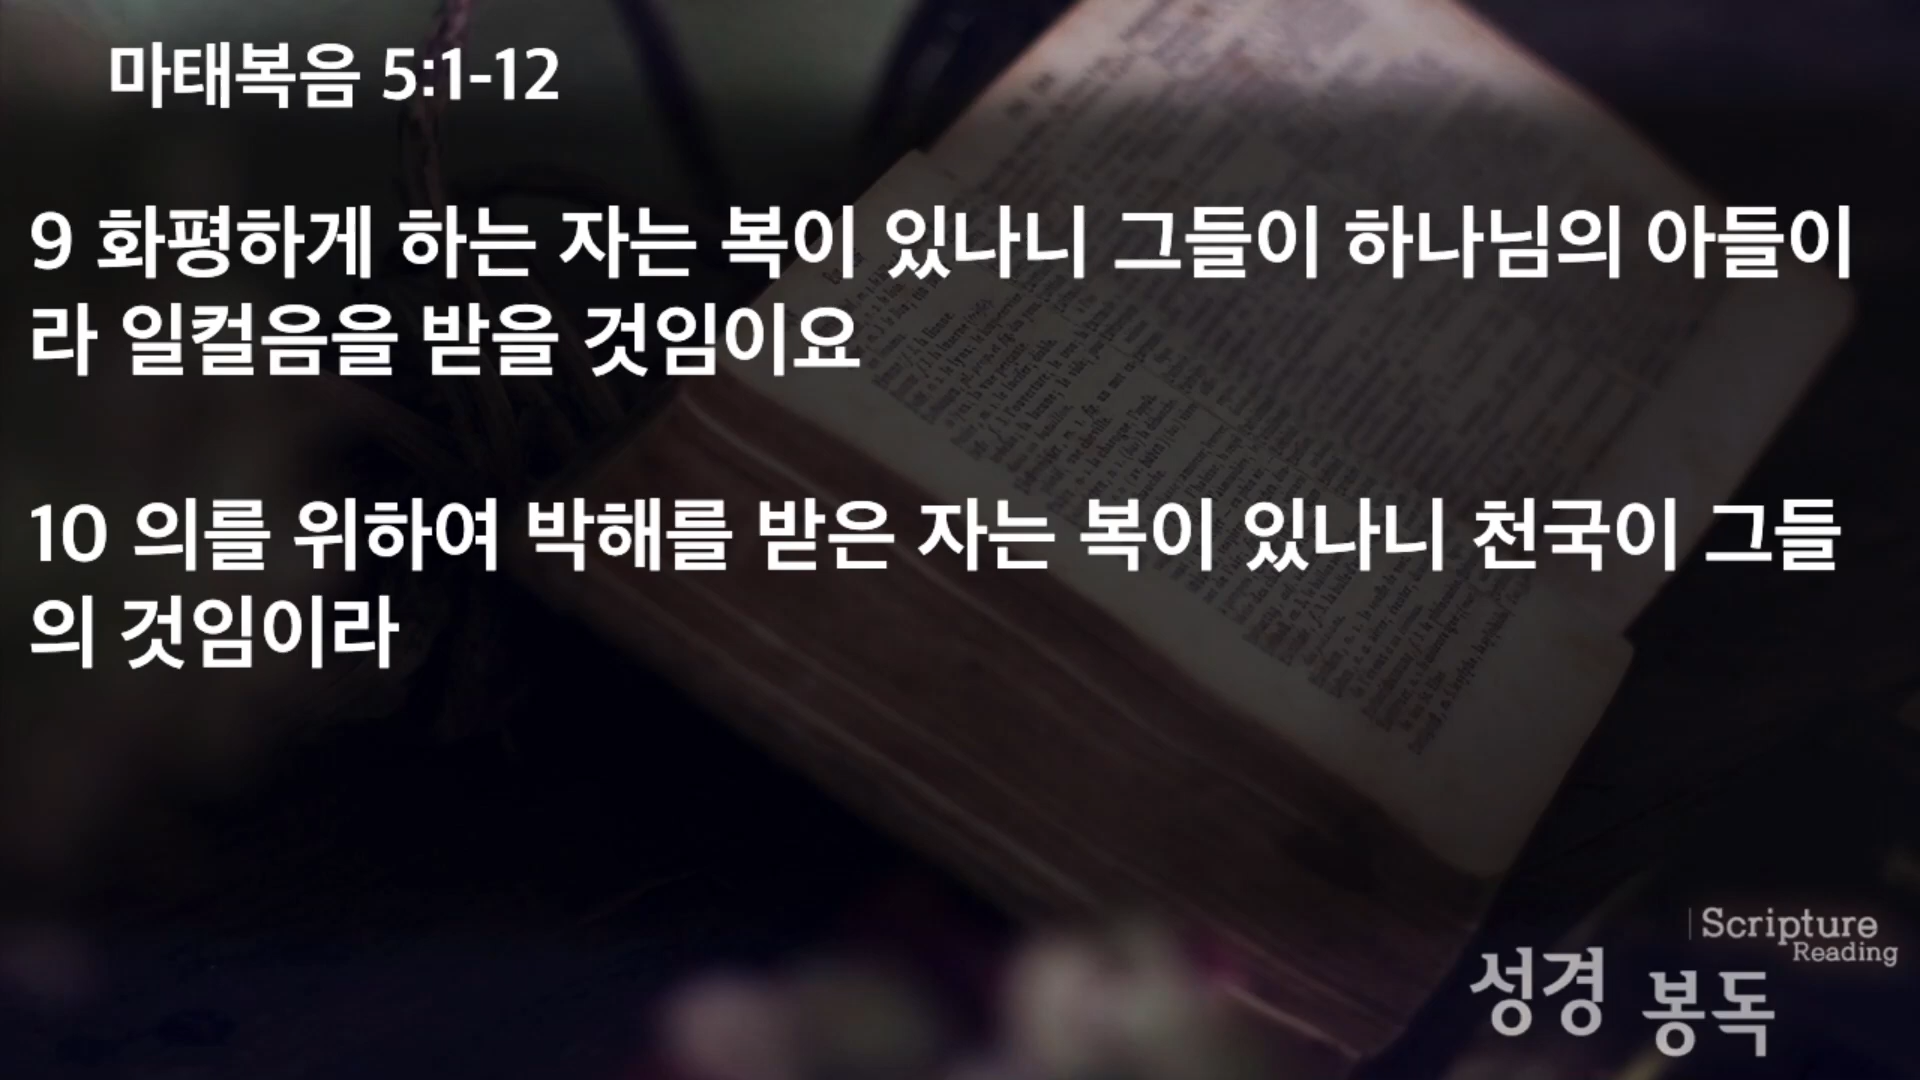 마태복음 5:1-12
9 화평하게 하는 자는 복이 있나니 그들이 하나님의 아들이
라 일컬음을 받을 것임이요
10 의를 위하여 박해를 받은 자는 복이 있나니 천국이 그들
의 것임이라
Scripture
Reading
성경 봉독